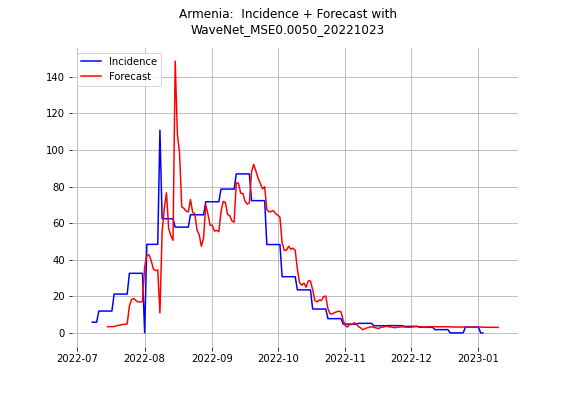 Armenia:  Incidence + Forecast with
WaveNet_MSE0.0050_20221023
Incidence
Forecast
140
120
100
80
60
40
20
0
2022-07 2022-08 2022-09 2022-10 2022-11 2022-12 2023-01